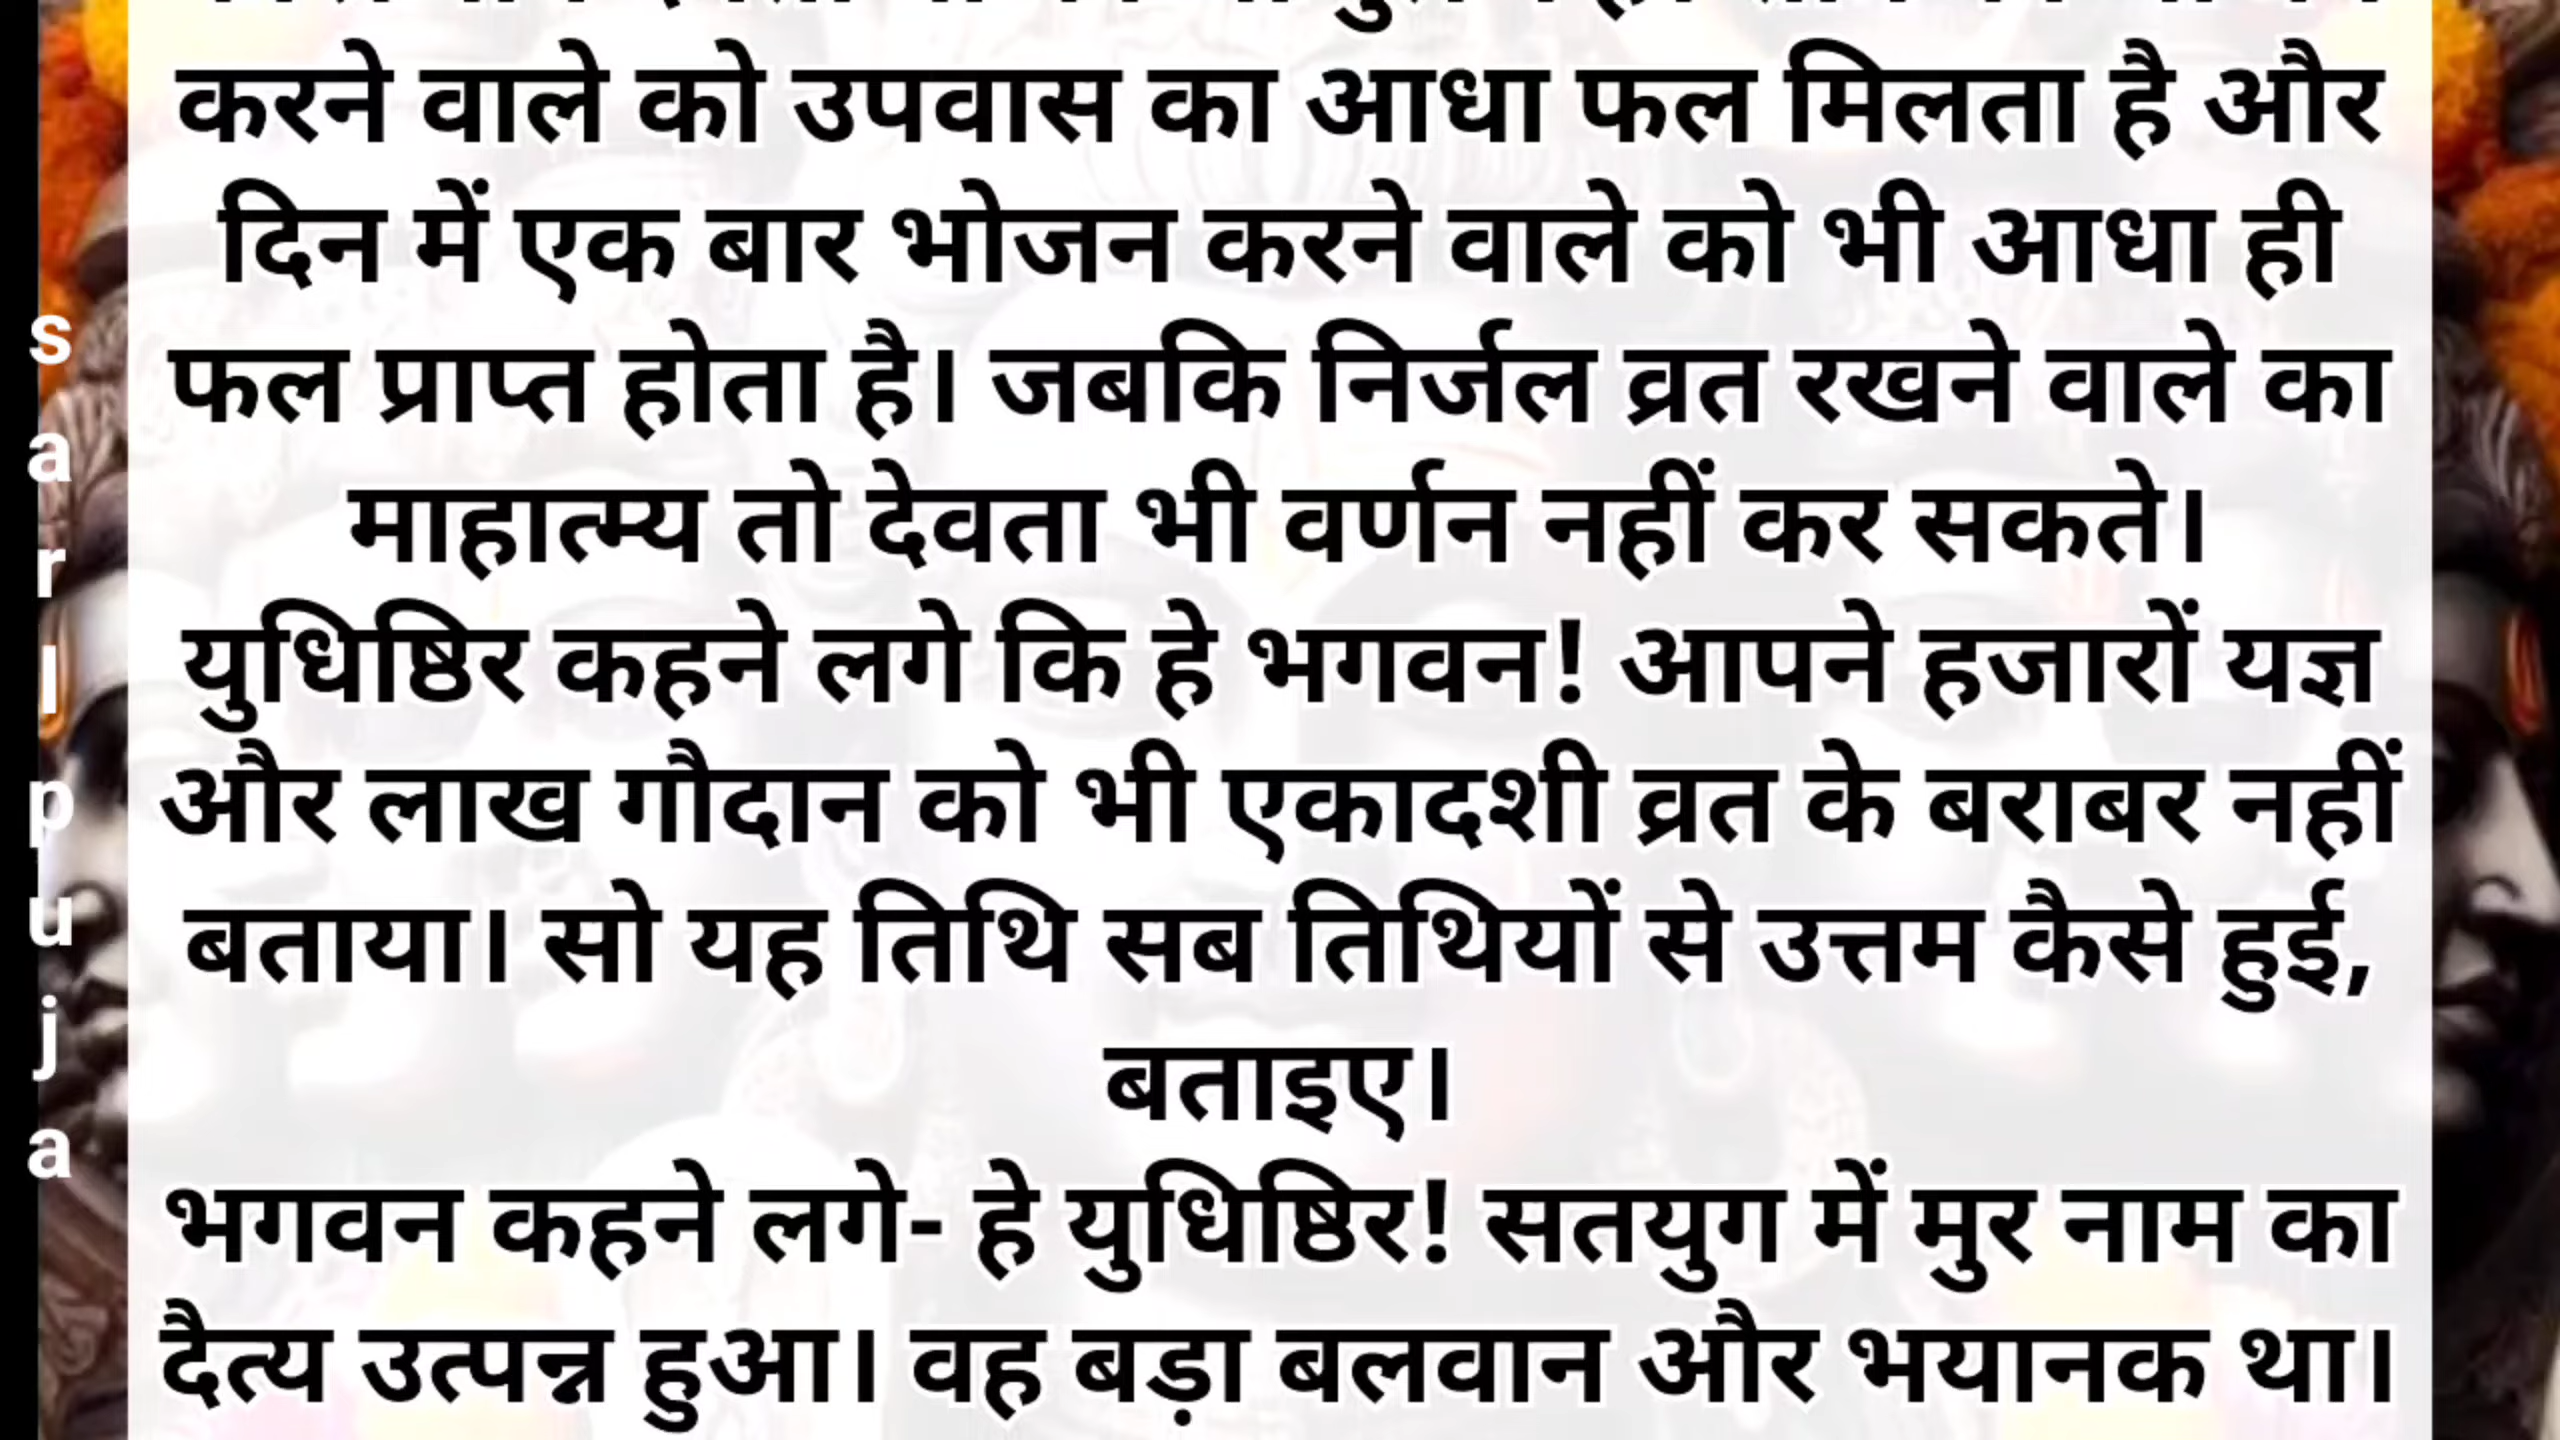 करने वाले को उपवास का आधा फल मिलता है और
दिन में एक बार भोजन करने वाले को भी आधा ही
फल प्राप्त होता है। जबकि निर्जल व्रत रखने वाले का
माहात्म्य तो देवता भी वर्णन नहीं कर सकते।
युधिष्ठिर कहने लगे कि हे भगवन! आपने हजारों यज्ञ
और लाख गौदान को भी एकादशी व्रत के बराबर नहीं
बताया। सो यह तिथि सब तिथियों से उत्तम कैसे हुई,
बताइए।
भगवन कहने लगे- हे युधिष्ठिर! सतयुग में मुर नाम का
दैत्य उत्पन्न हुआ। वह बड़ा बलवान और भयानक था।
s
a
r
l
p
u
j
a